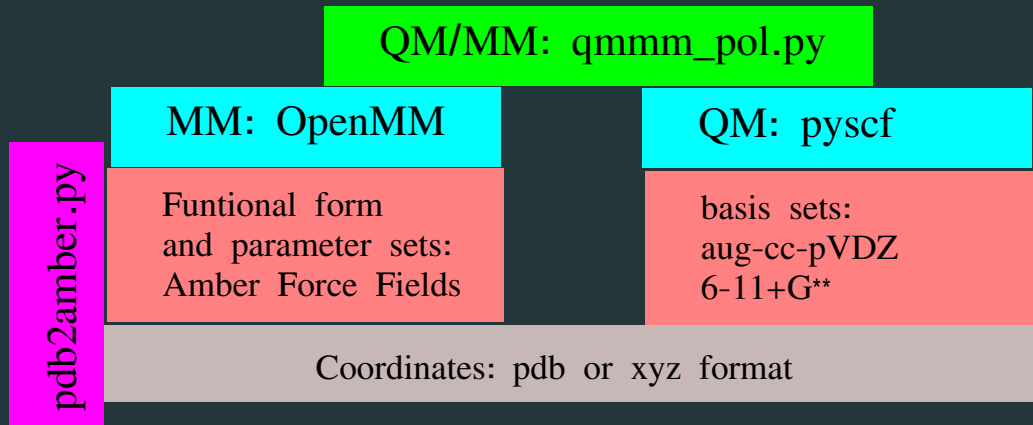 QM/MM: qmmm_pol.py
MM: OpenMM
QM: pyscf
pdb2amber.py
Funtional form
and parameter sets:
Amber Force Fields
basis sets:
aug-cc-pVDZ
6-11+G**
Coordinates: pdb or xyz format